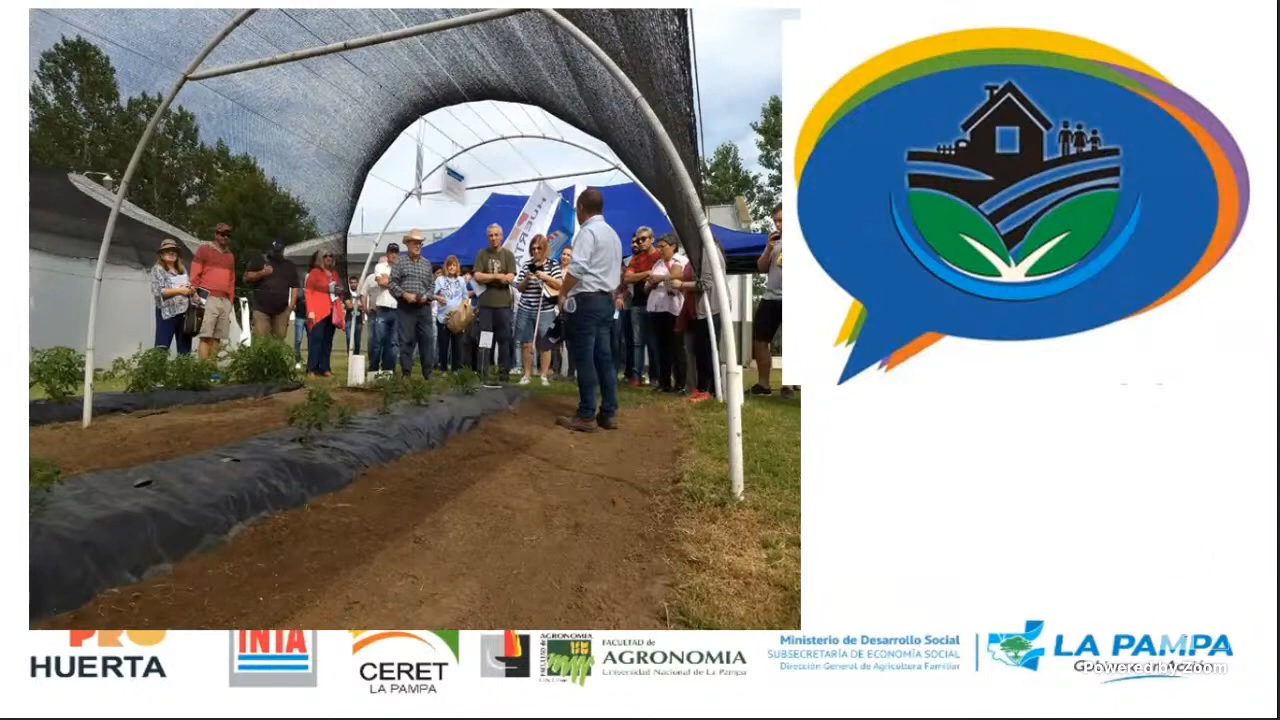 HUERT
PRO
HUERTA
INTA
CERET
LA PAMPA
AGRONOMIA
FACULTAD de
AGRONOMIA
Universidad Nacional de La Pampa
Ministerio de Desarrollo Social
SUBSECRETARÍA DE ECONOMÍA SOCIAL
Dirección General de Agricultura Familiar
LA PAMPA
Powered by Zoom